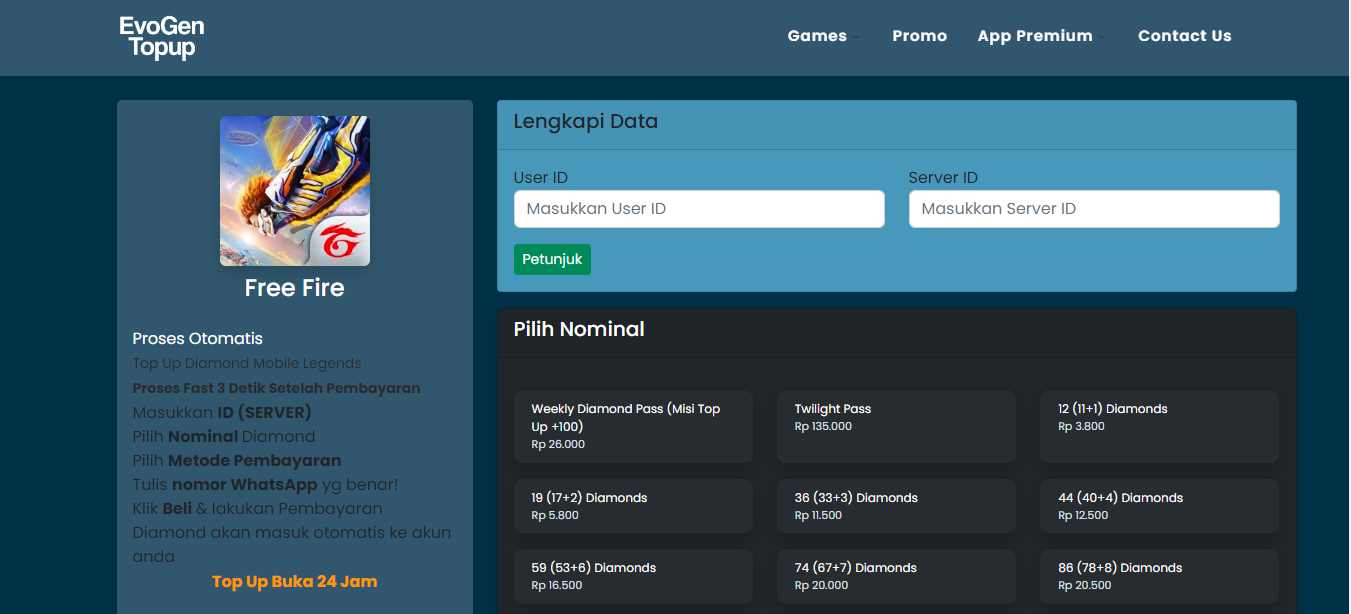 EvoGen
Topup
Games
Promo
App Premium
Contact Us
Free Fire
Proses Otomatis
Top Up Diamond Mobile Legends
Proses Fast 3 Detik Setelah Pembayaran
Masukkan ID (SERVER)
Pilih Nominal Diamond
Pilih Metode Pembayaran
Tulis nomor WhatsApp yg benar!
Klik Beli & lakukan Pembayaran
Diamond akan masuk otomatis ke akun
anda
Top Up Buka 24 Jam
Lengkapi Data
User ID
Masukkan User ID
Server ID
Masukkan Server ID
Petunjuk
Pilih Nominal
Weekly Diamond Pass (Misi Top
Up +100)
Rp 26.000
Twilight Pass
Rp 135.000
12 (11+1) Diamonds
Rp 3.800
19 (17+2) Diamonds
Rp 5.800
36 (33+3) Diamonds
Rp 11.500
44 (40+4) Diamonds
Rp 12.500
59 (53+6) Diamonds
Rp 16.500
74 (67+7) Diamonds
Rp 20.000
86 (78+8) Diamonds
Rp 20.500